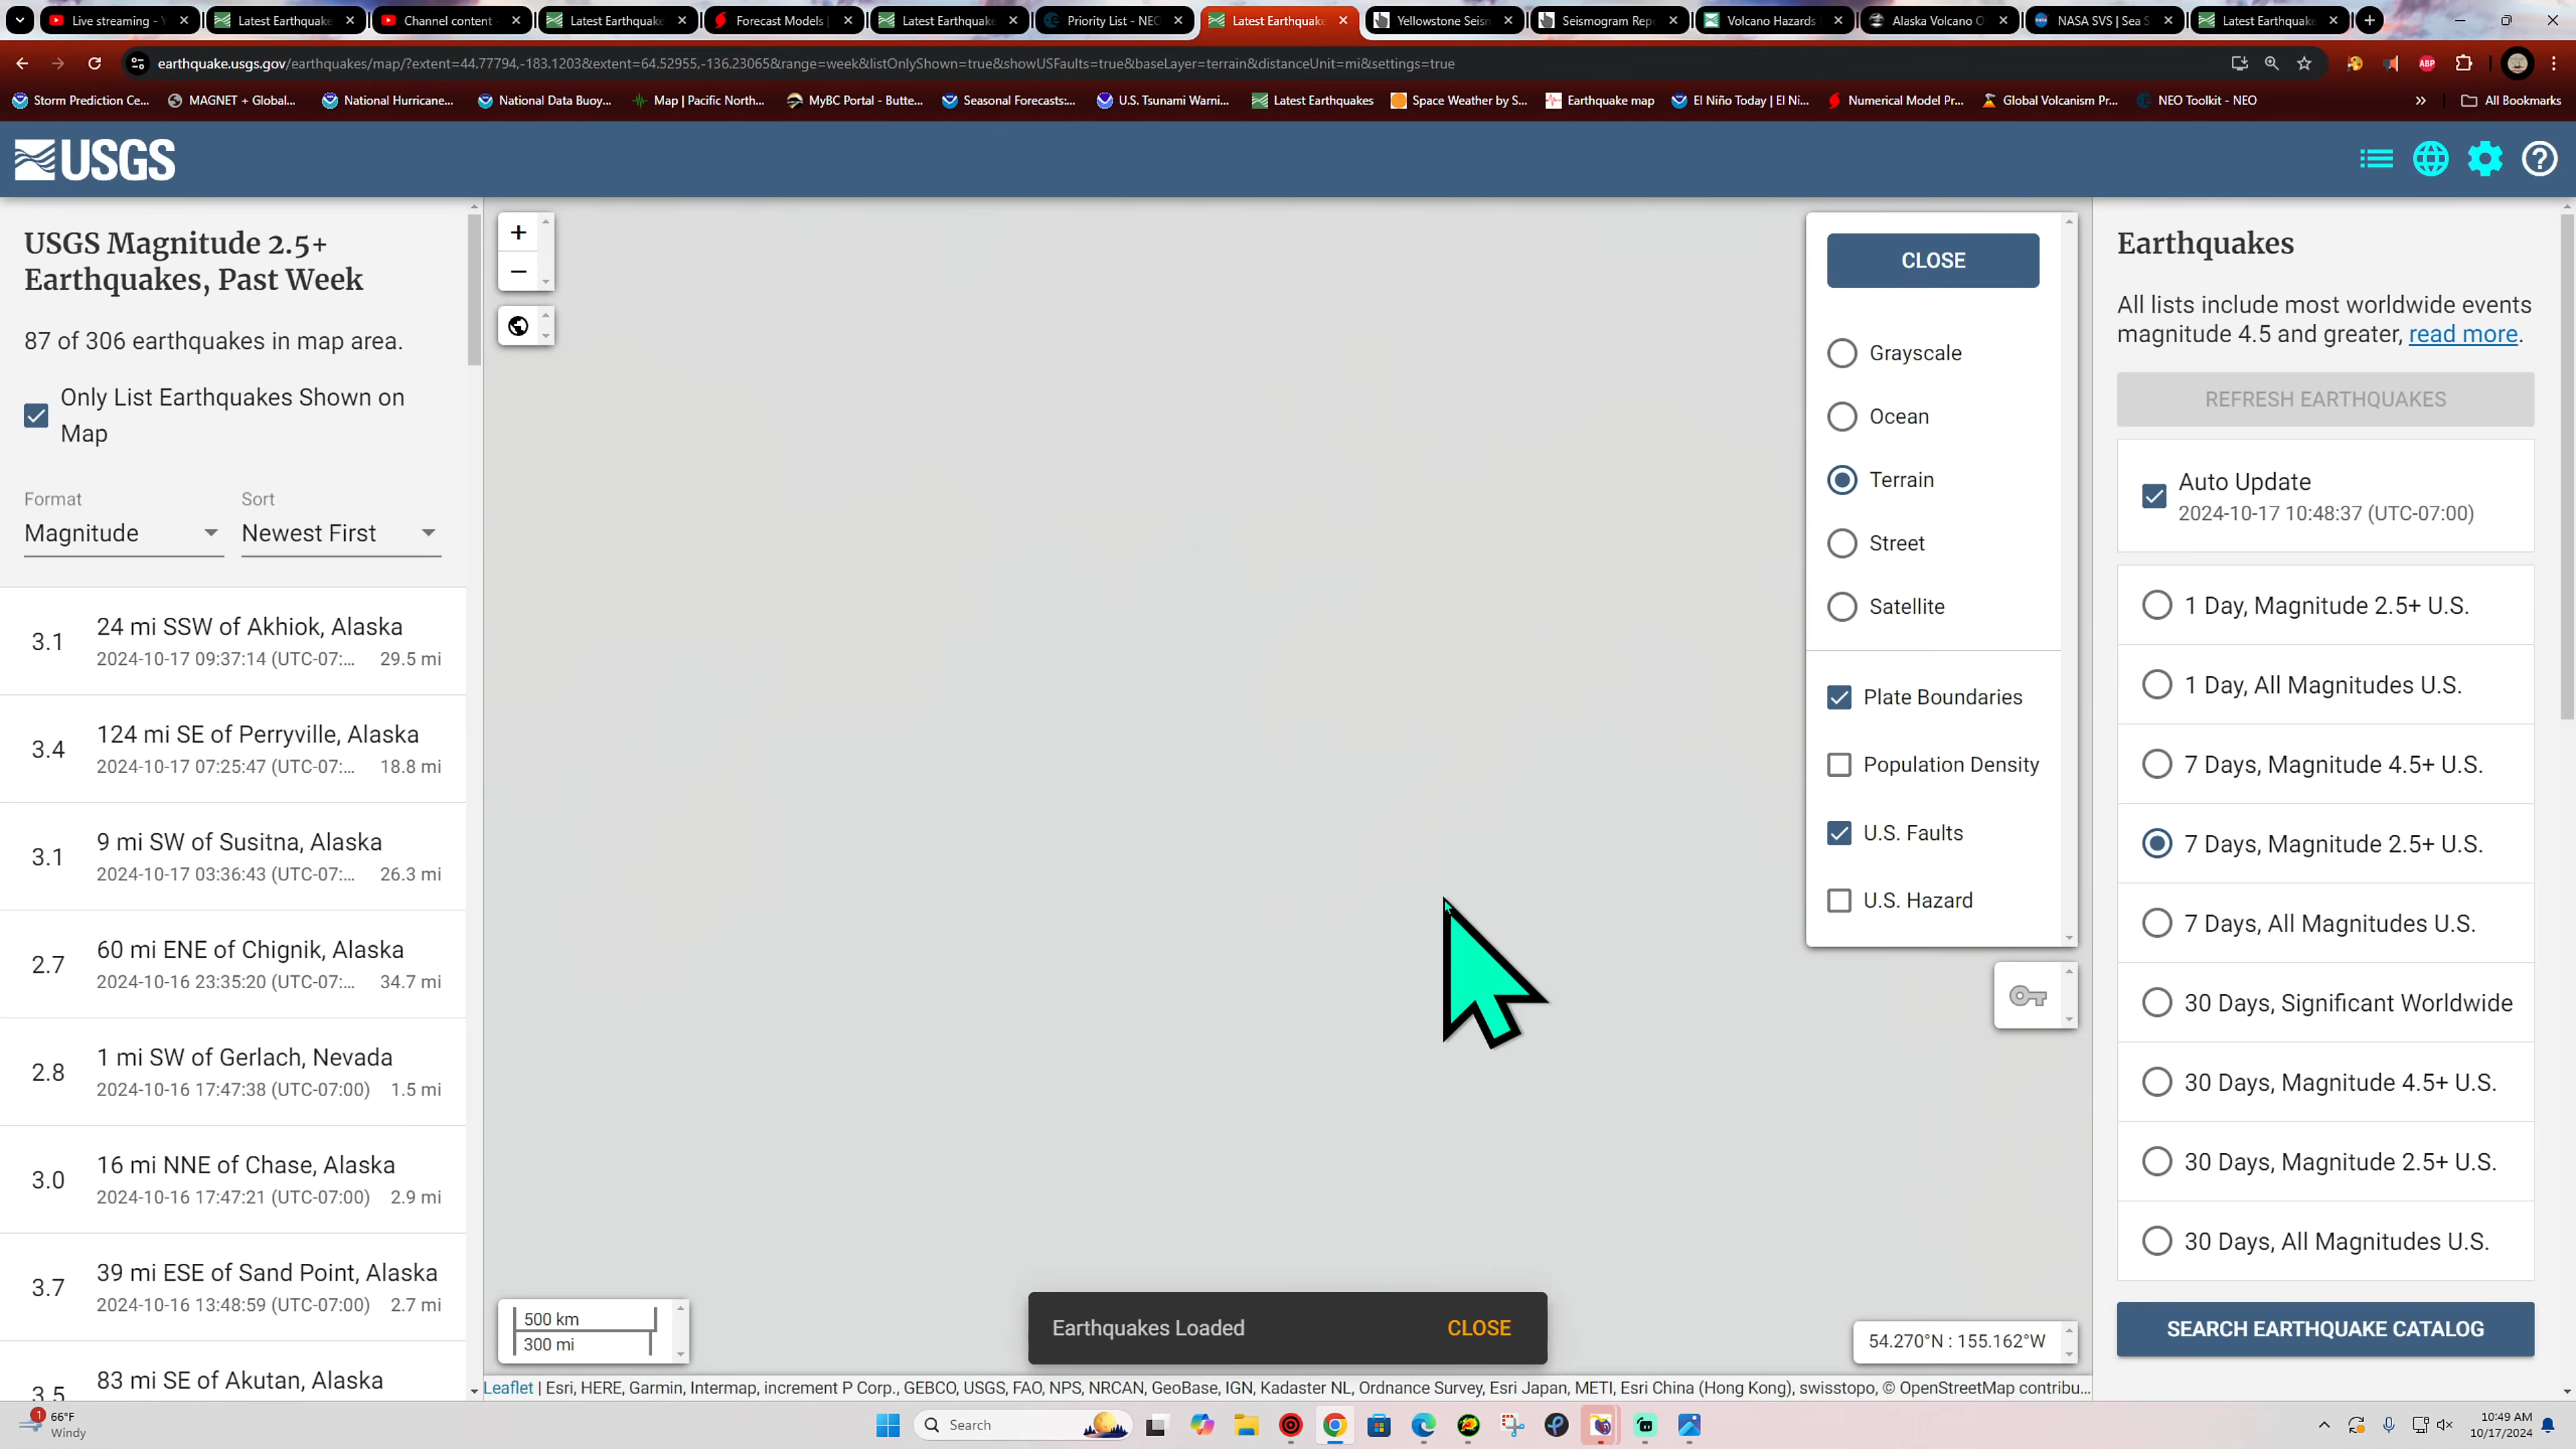 Live streaming - Y
Latest Earthquake
Channel content -
Latest Earthquake
Forecast Models |
Latest Earthquake
Priority List - NEO
Latest Earthquake
Yellowstone Seism
Seismogram Rep
Volcano Hazards
Alaska Volcano O
NASA SVS | Sea S
Latest Earthquake
earthquake.usgs.gov/earthquakes/map/?extent=44.77794,-183.1203&extent=64.52955,-136.23065&range=week&listOnlyShown=true&showUSFaults=true&baseLayer=terrain&distanceUnit=mi&settings=true
ABP
Storm Prediction Ce...
MAGNET + Global...
National Hurricane...
National Data Buoy...
Map | Pacific North...
MyBC Portal - Butte...
Seasonal Forecasts:...
U.S. Tsunami Warni...
Latest Earthquakes
Space Weather by S...
Earthquake map
El Niño Today | El Ni...
Numerical Model Pr...
Global Volcanism Pr...
NEO Toolkit - NEO
All Bookmarks
USGS
USGS Magnitude 2.5+
Earthquakes, Past Week
87 of 306 earthquakes in map area.
Only List Earthquakes Shown on
Map
Format
Sort
Magnitude
Newest First
3.1
24 mi SSW of Akhiok, Alaska
2024-10-17 09:37:14 (UTC-07:... 29.5 mi
3.4
124 mi SE of Perryville, Alaska
2024-10-17 07:25:47 (UTC-07:... 18.8 mi
3.1
9 mi SW of Susitna, Alaska
2024-10-17 03:36:43 (UTC-07:... 26.3 mi
2.7
60 mi ENE of Chignik, Alaska
2024-10-16 23:35:20 (UTC-07:... 34.7 mi
2.8
1 mi SW of Gerlach, Nevada
2024-10-16 17:47:38 (UTC-07:00) 1.5 mi
3.0
16 mi NNE of Chase, Alaska
2024-10-16 17:47:21 (UTC-07:00) 2.9 mi
3.7
39 mi ESE of Sand Point, Alaska
2024-10-16 13:48:59 (UTC-07:00) 2.7 mi
3.5
83 mi SE of Akutan, Alaska
+
−
500 km
300 mi
Earthquakes Loaded
CLOSE
54.270°N : 155.162°W
Leaflet | Esri, HERE, Garmin, Intermap, increment P Corp., GEBCO, USGS, FAO, NPS, NRCAN, GeoBase, IGN, Kadaster NL, Ordnance Survey, Esri Japan, METI, Esri China (Hong Kong), swisstopo, © OpenStreetMap contribu...
CLOSE
Grayscale
Ocean
Terrain
Street
Satellite
Plate Boundaries
Population Density
U.S. Faults
U.S. Hazard
Earthquakes
All lists include most worldwide events
magnitude 4.5 and greater, read more.
REFRESH EARTHQUAKES
Auto Update
2024-10-17 10:48:37 (UTC-07:00)
1 Day, Magnitude 2.5+ U.S.
1 Day, All Magnitudes U.S.
7 Days, Magnitude 4.5+ U.S.
7 Days, Magnitude 2.5+ U.S.
7 Days, All Magnitudes U.S.
30 Days, Significant Worldwide
30 Days, Magnitude 4.5+ U.S.
30 Days, Magnitude 2.5+ U.S.
30 Days, All Magnitudes U.S.
SEARCH EARTHQUAKE CATALOG
1
66°F
Windy
Search
10:49 AM
10/17/2024